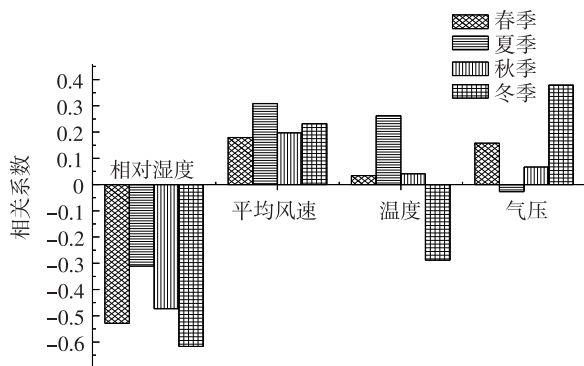 春季
夏季
秋季
冬季
0.4
0.3
0.2
0.1
0
-0.1
-0.2
-0.3
-0.4
-0.5
-0.6
相关系数
相对湿度
平均风速
温度
气压